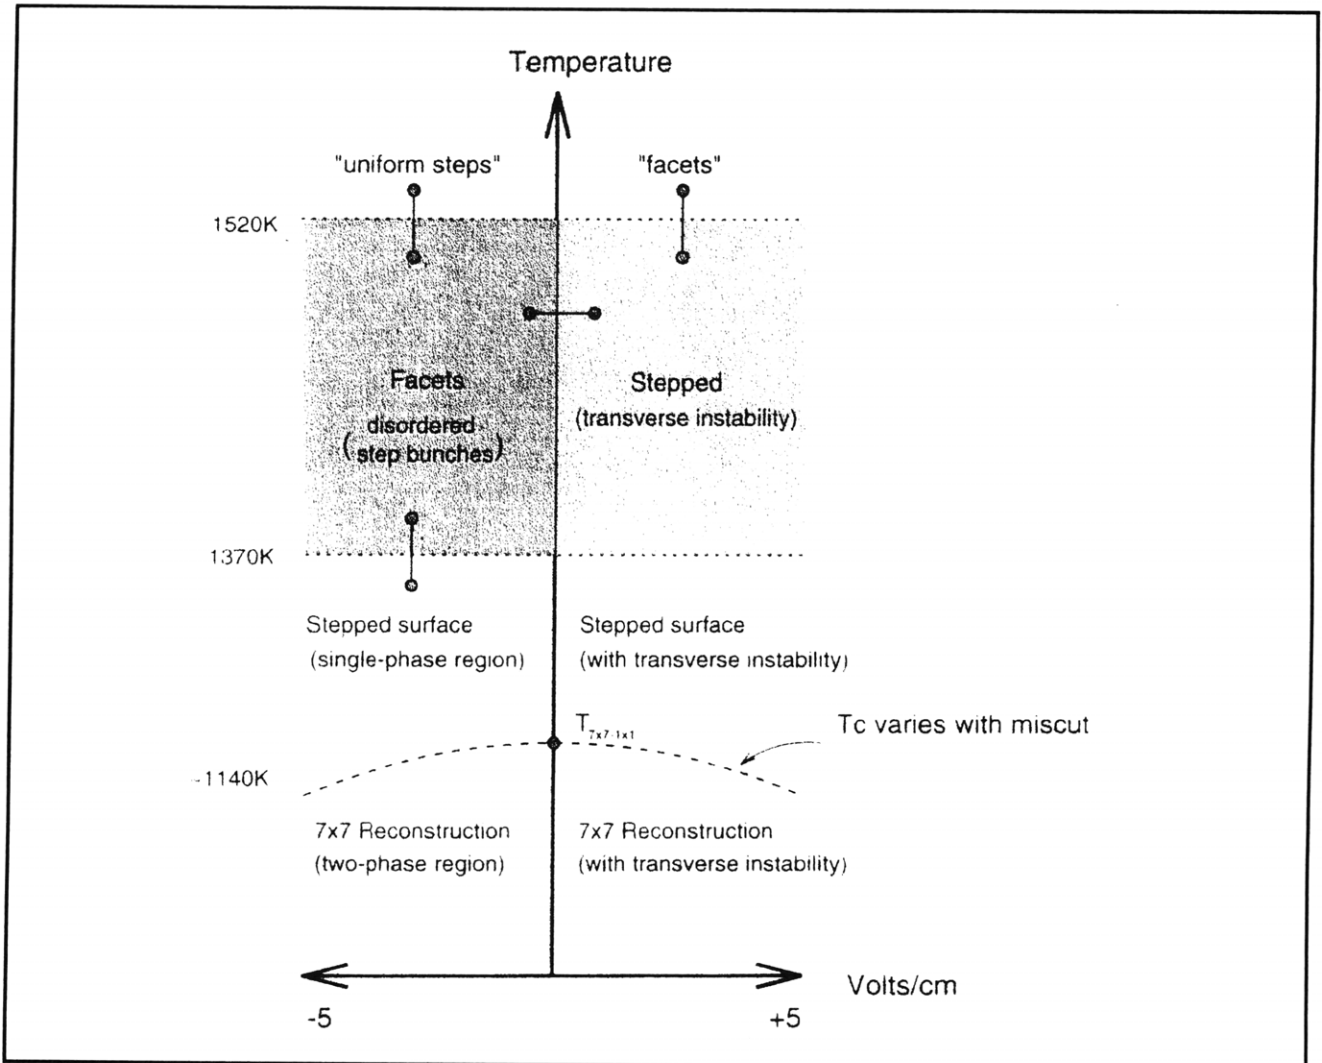 Temperature
"uniform steps"
"facets"
1520K
Facets
(disordered
step bunches)
Stepped
(transverse instability)
1370K
Stepped surface
(single-phase region)
Stepped surface
(with transverse instability)
T7x7-1x1
Tc varies with miscut
~1140K
7x7 Reconstruction
(two-phase region)
7x7 Reconstruction
(with transverse instability)
Volts/cm
-5
+5